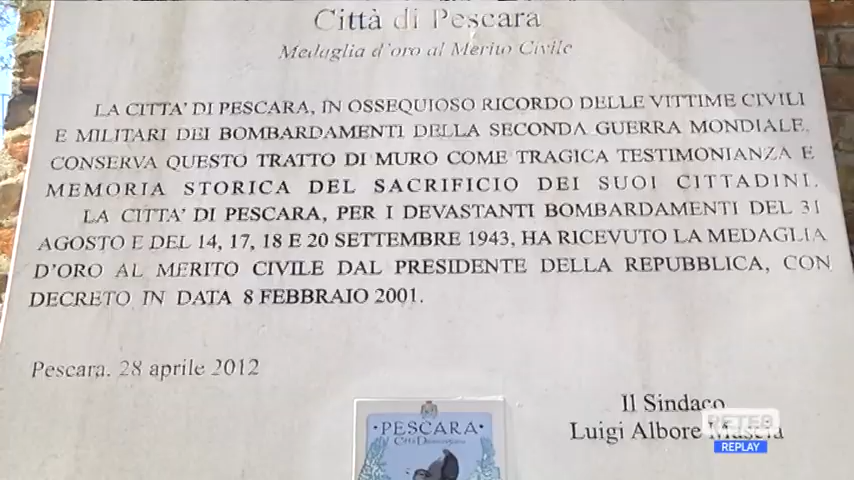 Città di Pescara
Medaglia d'oro al Merito Civile
LA CITTA' DI PESCARA, IN OSSEQUIOSO RICORDO DELLE VITTIME CIVILI
E MILITARI DEI BOMBARDAMENTI DELLA SECONDA GUERRA MONDIALE,
CONSERVA QUESTO TRATTO DI MURO COME TRAGICA TESTIMONIANZA E
MEMORIA STORICA DEL SACRIFICIO DEI SUOI CITTADINI.
LA CITTA' DI PESCARA, PER I DEVASTANTI BOMBARDAMENTI DEL 31
AGOSTO E DEL 14, 17, 18 E 20 SETTEMBRE 1943, HA RICEVUTO LA MEDAGLIA
D'ORO AL MERITO CIVILE DAL PRESIDENTE DELLA REPUBBLICA, CON
DECRETO IN DATA 8 FEBBRAIO 2001.
Pescara. 28 aprile 2012
Il Sindaco
Luigi Albore Mascia
RETE8
REPLAY
• PESCARA •
Città Dannunziana